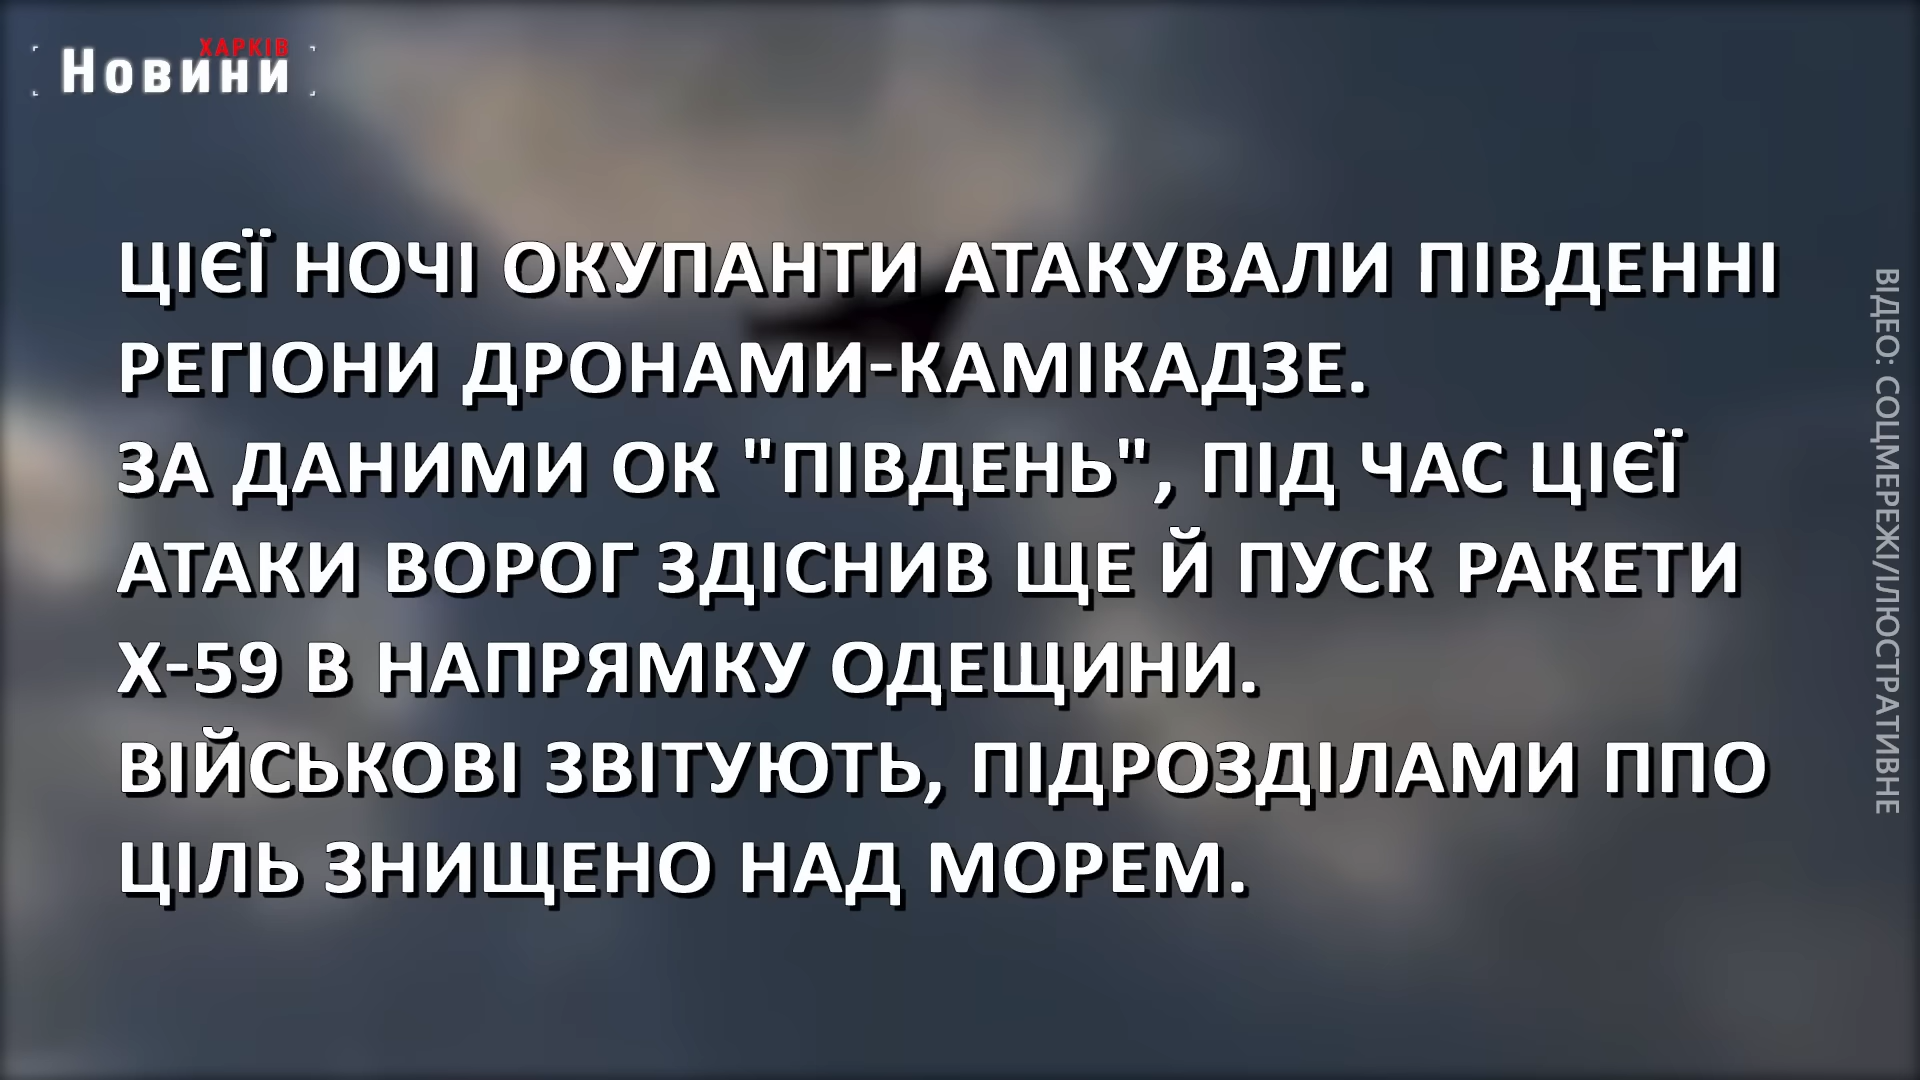 ХАРКІВ
Новини
ЦІЄЇ НОЧІ ОКУПАНТИ АТАКУВАЛИ ПІВДЕННІ
РЕГІОНИ ДРОНАМИ-КАМІКАДЗЕ.
ЗА ДАНИМИ ОК "ПІВДЕНЬ", ПІД ЧАС ЦІЄЇ
АТАКИ ВОРОГ ЗДІСНИВ ЩЕ Й ПУСК РАКЕТИ
Х-59 В НАПРЯМКУ ОДЕЩИНИ.
ВІЙСЬКОВІ ЗВІТУЮТЬ, ПІДРОЗДІЛАМИ ППО
ЦІЛЬ ЗНИЩЕНО НАД МОРЕМ.
ВІДЕО: СОЦМЕРЕЖІ/ІЛЮСТРАТИВНЕ